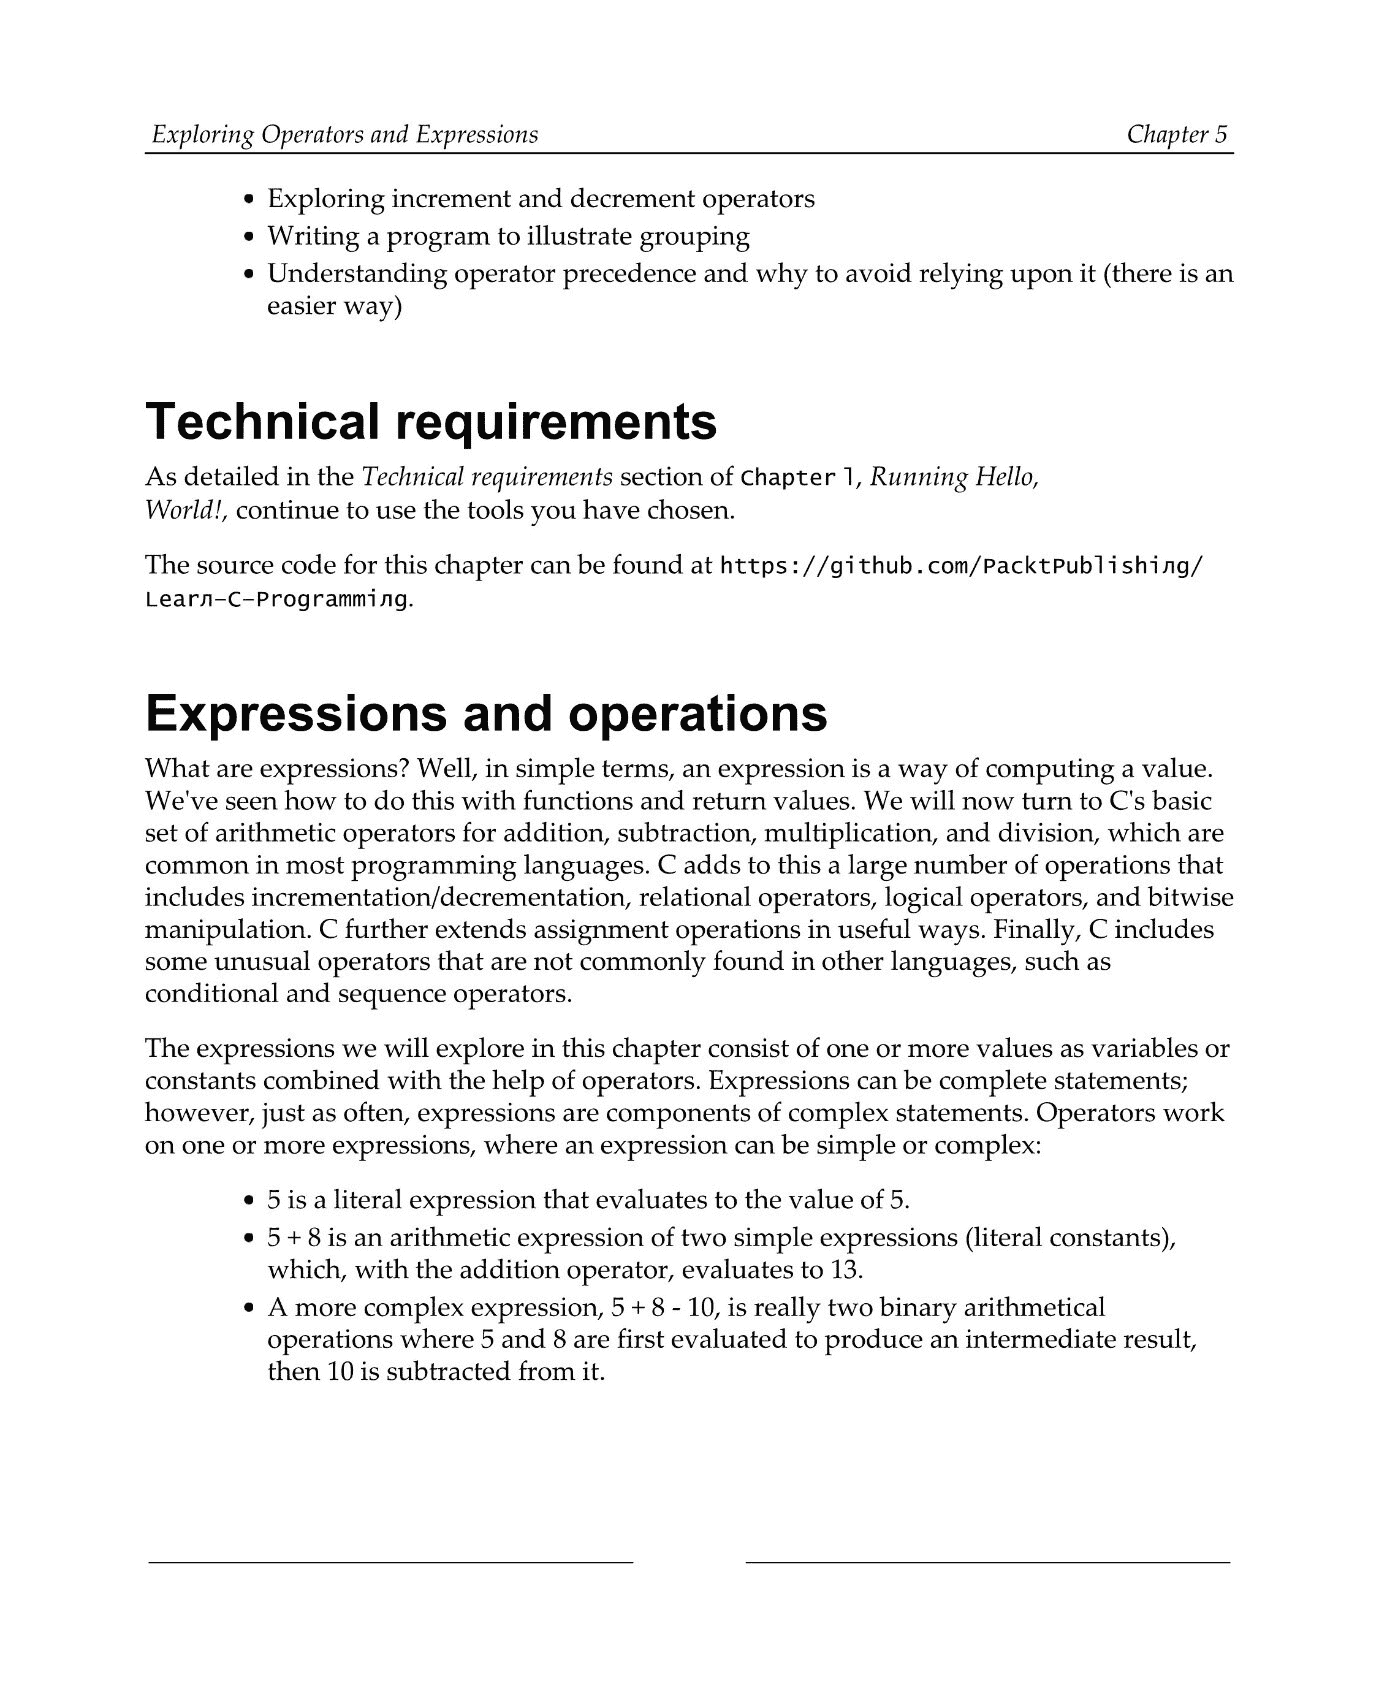 Exploring Operators and Expressions Chapter 5
• Exploring increment and decrement operators
• Writing a program to illustrate grouping
• Understanding operator precedence and why to avoid relying upon it (there is an
easier way)
Technical requirements
As detailed in the Technical requirements section of Chapter 1, Running Hello,
World!, continue to use the tools you have chosen.
The source code for this chapter can be found at https://github.com/PacktPublishing/
Learn-C-Programming.
Expressions and operations
What are expressions? Well, in simple terms, an expression is a way of computing a value.
We've seen how to do this with functions and return values. We will now turn to C's basic
set of arithmetic operators for addition, subtraction, multiplication, and division, which are
common in most programming languages. C adds to this a large number of operations that
includes incrementation/decrementation, relational operators, logical operators, and bitwise
manipulation. C further extends assignment operations in useful ways. Finally, C includes
some unusual operators that are not commonly found in other languages, such as
conditional and sequence operators.
The expressions we will explore in this chapter consist of one or more values as variables or
constants combined with the help of operators. Expressions can be complete statements;
however, just as often, expressions are components of complex statements. Operators work
on one or more expressions, where an expression can be simple or complex:
• 5 is a literal expression that evaluates to the value of 5.
• 5 + 8 is an arithmetic expression of two simple expressions (literal constants),
which, with the addition operator, evaluates to 13.
• A more complex expression, 5 + 8 - 10, is really two binary arithmetical
operations where 5 and 8 are first evaluated to produce an intermediate result,
then 10 is subtracted from it.